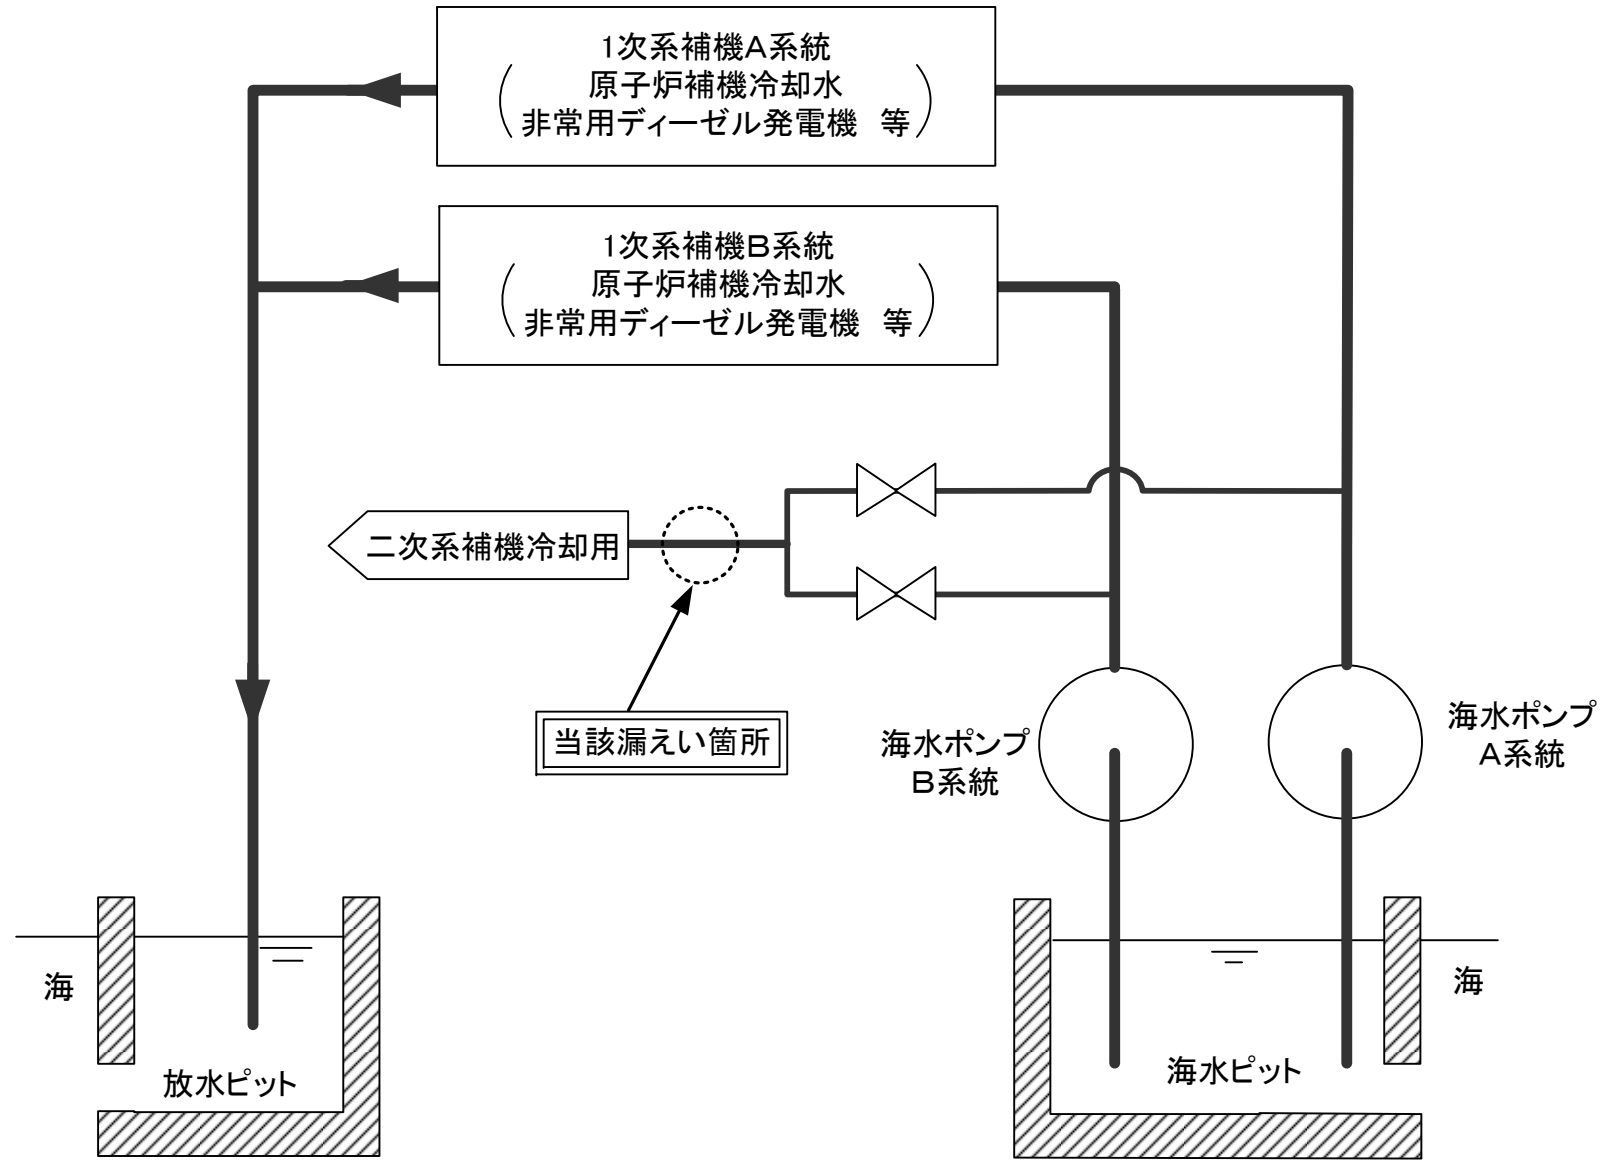 1次系補機A系統
原子炉補機冷却水
非常用ディーゼル発電機 等
1次系補機B系統
原子炉補機冷却水
非常用ディーゼル発電機 等
二次系補機冷却用
当該漏えい箇所
海水ポンプ
B系統
海水ポンプ
A系統
海
放水ピット
海水ピット
海